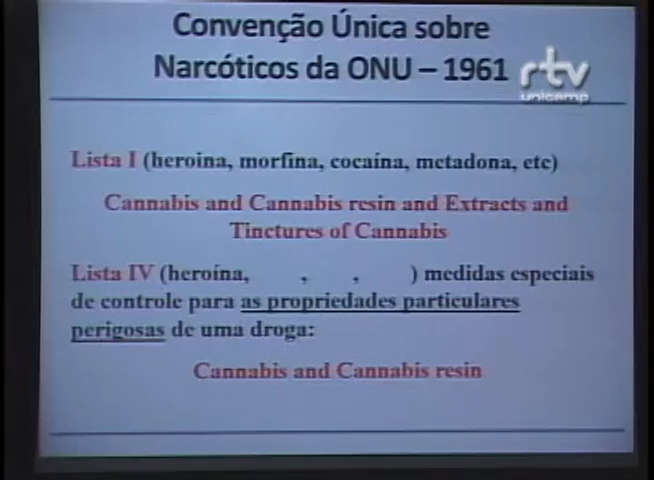 Convenção Única sobre
Narcóticos da ONU – 1961
rtv
unicamp
Lista I (heroína, morfina, cocaína, metadona, etc)
Cannabis and Cannabis resin and Extracts and
Tinctures of Cannabis
Lista IV (heroína, , , ) medidas especiais
de controle para as propriedades particulares
perigosas de uma droga:
Cannabis and Cannabis resin